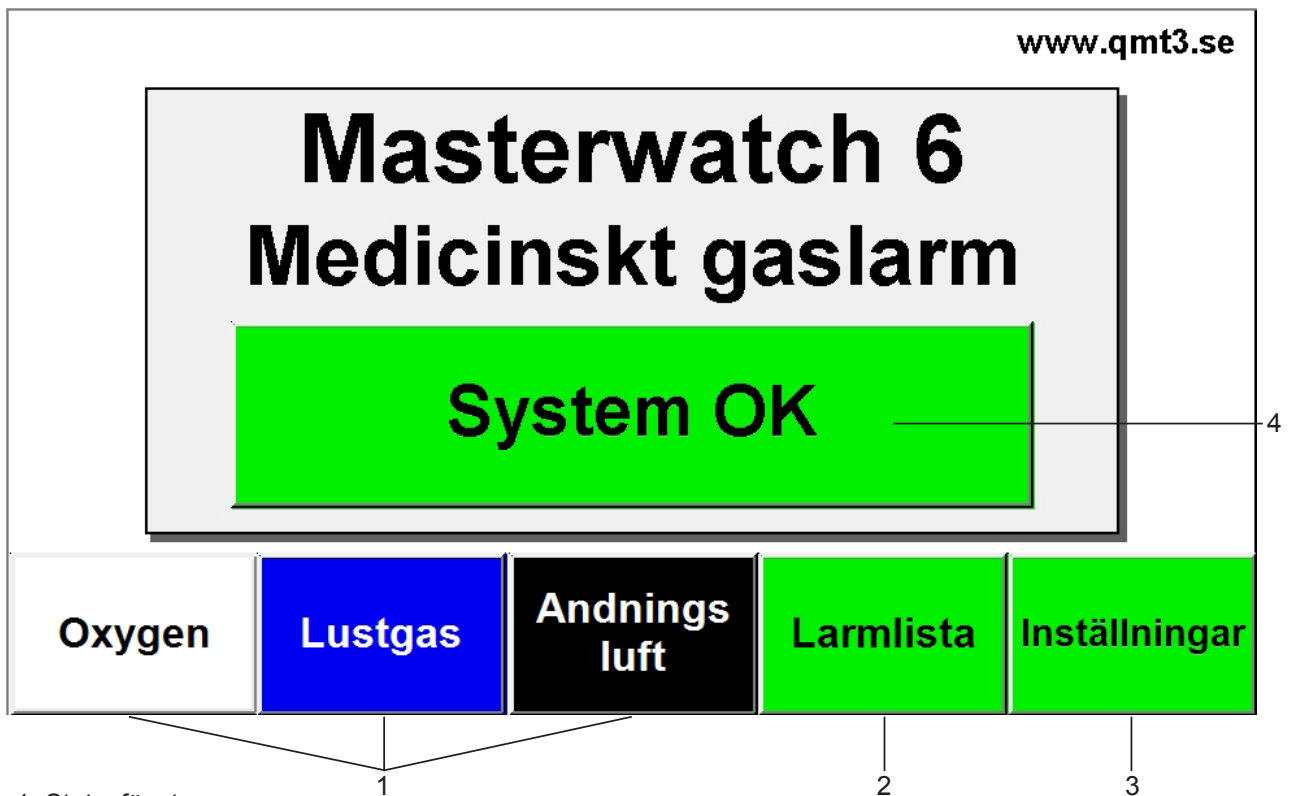 www.qmt3.se
Masterwatch 6
Medicinskt gaslarm
System OK
4
Oxygen
Lustgas
Andnings
luft
Larmlista
Inställningar
1
2
3